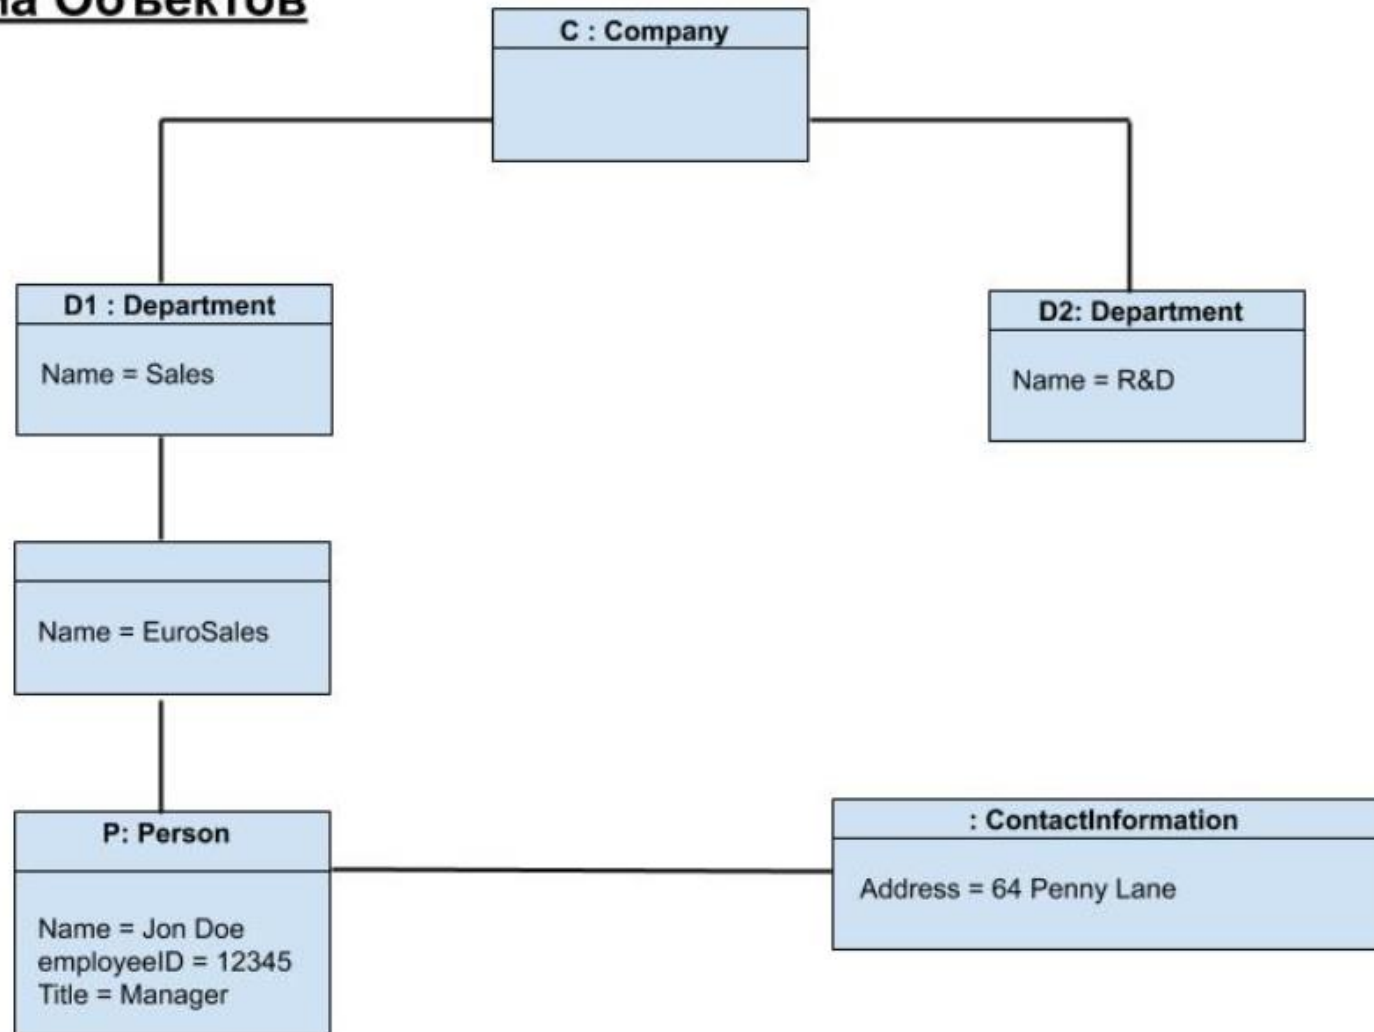 Объектов
C : Company
D1 : Department
Name = Sales
D2: Department
Name = R&D
Name = EuroSales
P: Person
Name = Jon Doe
employeeID = 12345
Title = Manager
: ContactInformation
Address = 64 Penny Lane